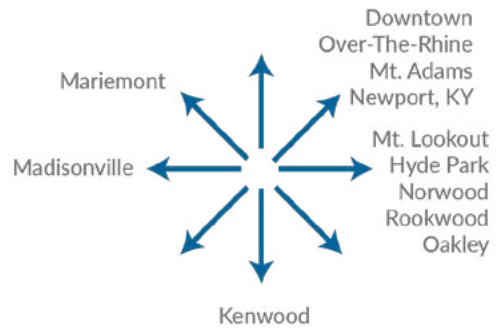 Downtown
Over-The-Rhine
Mt. Adams
Newport, KY
Mariemont
Mt. Lookout
Hyde Park
Norwood
Rookwood
Oakley
Madisonville
Kenwood